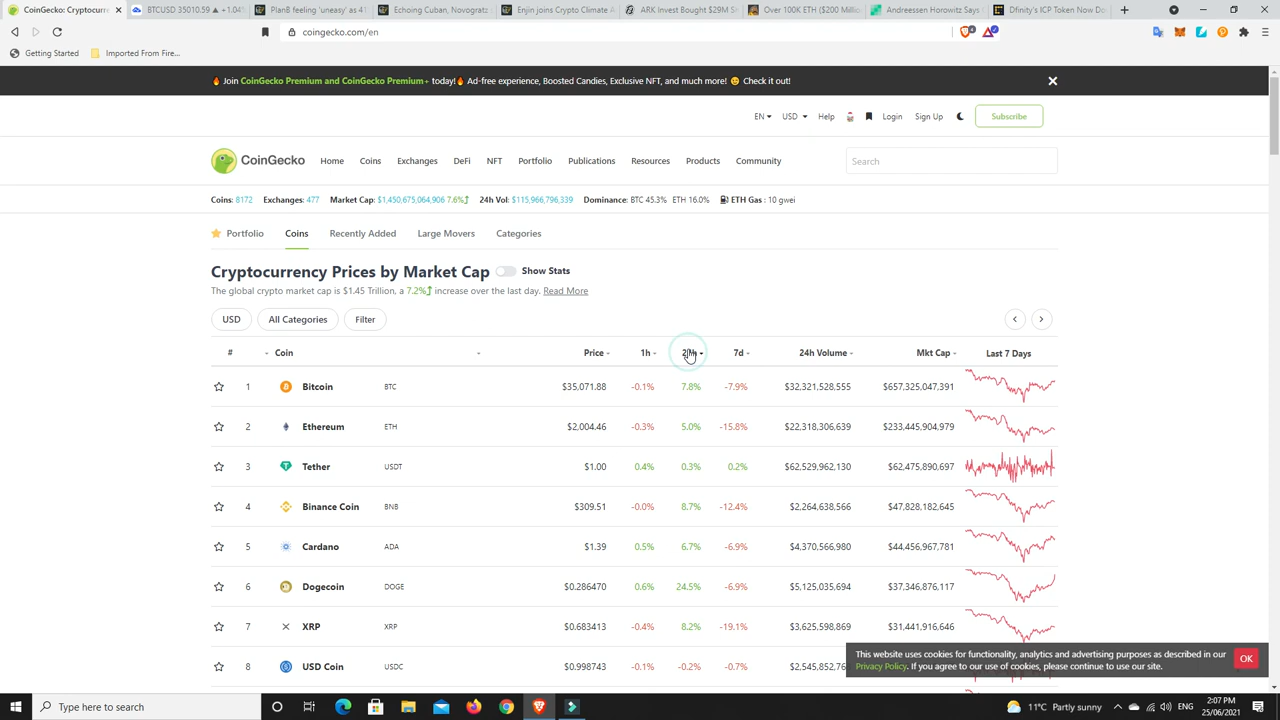 CoinGecko: Cryptocurr
BTCUSD 35010.59 ▲ +1.04%
PlanB feeling 'uneasy' as 41
Echoing Cuban, Novogratz
Enjin joins Crypto Climate A
ARK Invest Bought $29M S
Over 100K ETH ($200 Million
Andreessen Horowitz Says
Dfinity's ICP Token Now Do
coingecko.com/en
Getting Started
Imported From Fire...
Join CoinGecko Premium and CoinGecko Premium+ today! Ad-free experience, Boosted Candies, Exclusive NFT, and much more! Check it out!
EN USD Help Login Sign Up Subscribe
CoinGecko Home Coins Exchanges DeFi NFT Portfolio Publications Resources Products Community Search
Coins: 8172 Exchanges: 477 Market Cap: $1,450,675,064,906 7.6% 24h Vol: $115,966,796,339 Dominance: BTC 45.3% ETH 16.0% ETH Gas: 10 gwei
Portfolio Coins Recently Added Large Movers Categories
Cryptocurrency Prices by Market Cap Show Stats
The global crypto market cap is $1.45 Trillion, a 7.2% increase over the last day. Read More
USD All Categories Filter
# Coin Price 1h 24h 7d 24h Volume Mkt Cap Last 7 Days
1 Bitcoin BTC $35,071.88 -0.1% 7.8% -7.9% $32,321,528,555 $657,325,047,391
2 Ethereum ETH $2,004.46 -0.3% 5.0% -15.8% $22,318,306,639 $233,445,904,979
3 Tether USDT $1.00 0.4% 0.3% 0.2% $62,529,962,130 $62,475,890,697
4 Binance Coin BNB $309.51 -0.0% 8.7% -12.4% $2,264,638,566 $47,828,182,645
5 Cardano ADA $1.39 0.5% 6.7% -6.9% $4,370,566,980 $44,456,967,781
6 Dogecoin DOGE $0.286470 0.6% 24.5% -6.9% $5,125,035,694 $37,346,876,117
7 XRP XRP $0.683413 -0.4% 8.2% -19.1% $3,625,598,869 $31,441,916,646
8 USD Coin USDC $0.998743 -0.1% -0.2% -0.7% $2,545,852,76
This website uses cookies for functionality, analytics and advertising purposes as described in our
Privacy Policy. If you agree to our use of cookies, please continue to use our site.
OK
Type here to search
11°C Partly sunny
ENG
2:07 PM
25/06/2021